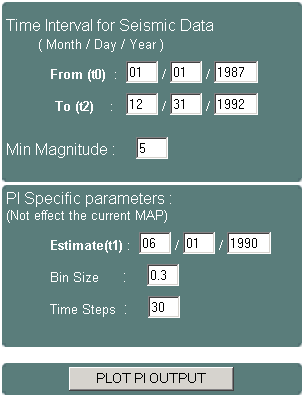 Time Interval for Seismic Data
( Month / Day / Year )
From (t0) : 01 / 01 / 1987
To (t2) : 12 / 31 / 1992
Min Magnitude : 5
PI Specific parameters :
(Not effect the current MAP)
Estimate(t1) : 06 / 01 / 1990
Bin Size : 0.3
Time Steps : 30
PLOT PI OUTPUT